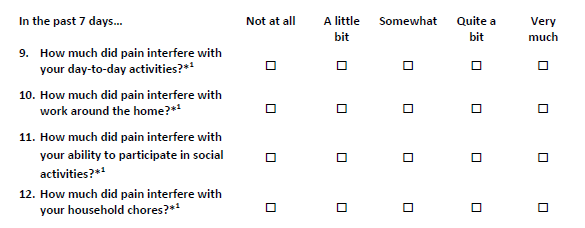 In the past 7 days... Not at all A little bit Somewhat Quite a bit Very much
9. How much did pain interfere with
your day-to-day activities?*¹
☐ ☐ ☐ ☐ ☐
10. How much did pain interfere with
work around the home?*¹
☐ ☐ ☐ ☐ ☐
11. How much did pain interfere with
your ability to participate in social
activities?*¹
☐ ☐ ☐ ☐ ☐
12. How much did pain interfere with
your household chores?*¹
☐ ☐ ☐ ☐ ☐